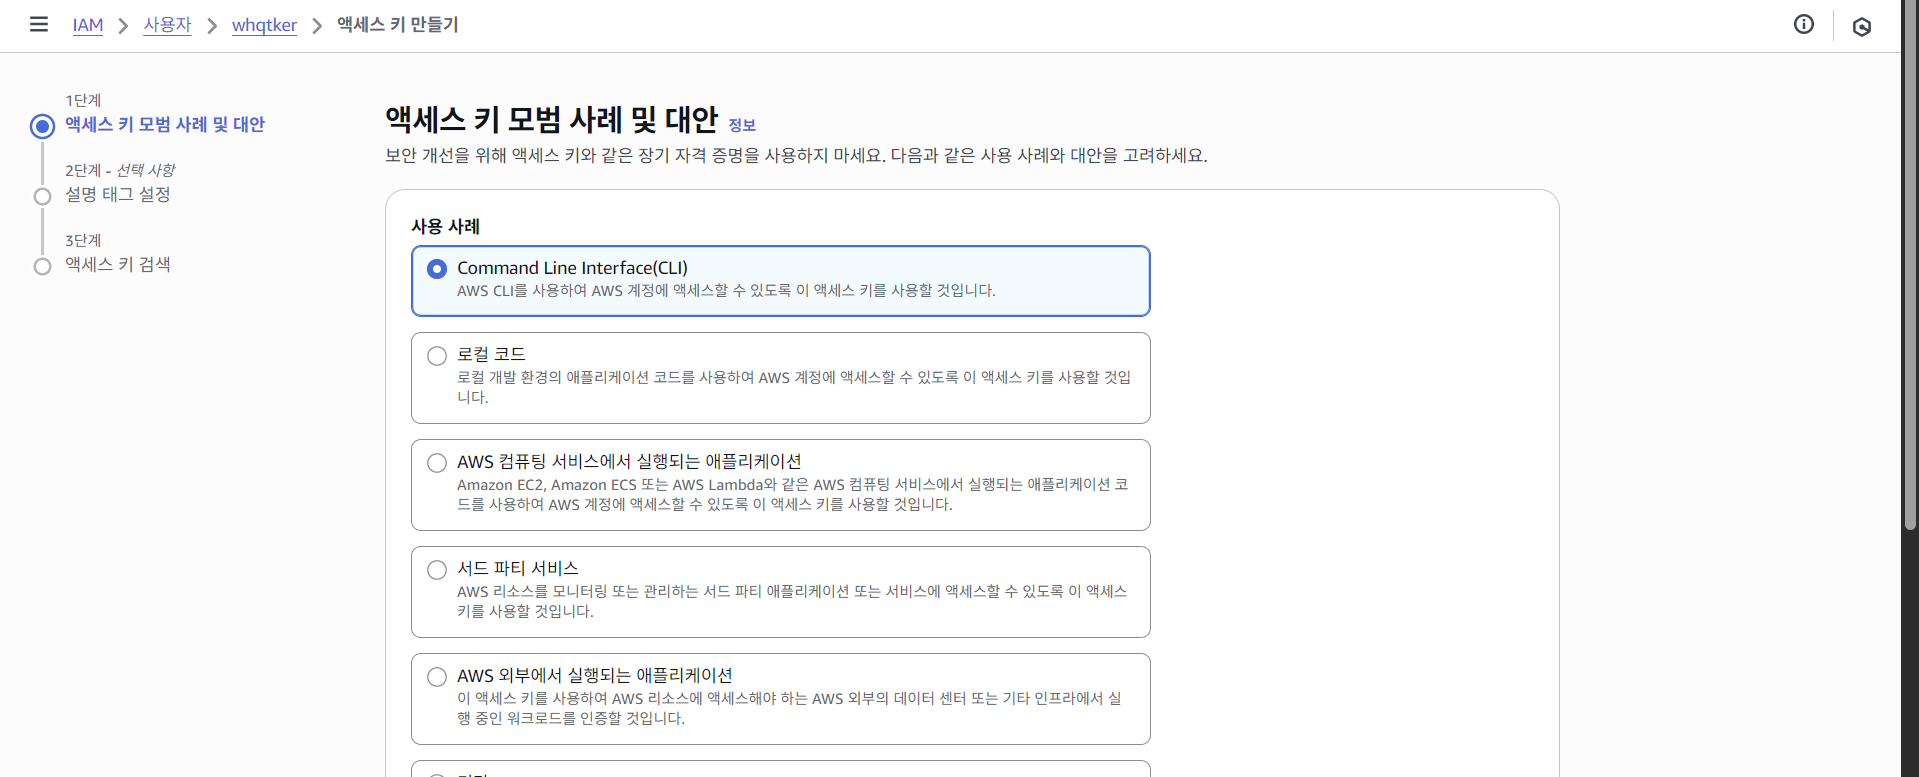 IAM > 사용자 > whqtker > 액세스 키 만들기
1단계
액세스 키 모범 사례 및 대안
2단계 - 선택 사항
설명 태그 설정
3단계
액세스 키 검색
액세스 키 모범 사례 및 대안 정보
보안 개선을 위해 액세스 키와 같은 장기 자격 증명을 사용하지 마세요. 다음과 같은 사용 사례와 대안을 고려하세요.
사용 사례
Command Line Interface(CLI)
AWS CLI를 사용하여 AWS 계정에 액세스할 수 있도록 이 액세스 키를 사용할 것입니다.
로컬 코드
로컬 개발 환경의 애플리케이션 코드를 사용하여 AWS 계정에 액세스할 수 있도록 이 액세스 키를 사용할 것입
니다.
AWS 컴퓨팅 서비스에서 실행되는 애플리케이션
Amazon EC2, Amazon ECS 또는 AWS Lambda와 같은 AWS 컴퓨팅 서비스에서 실행되는 애플리케이션 코
드를 사용하여 AWS 계정에 액세스할 수 있도록 이 액세스 키를 사용할 것입니다.
서드 파티 서비스
AWS 리소스를 모니터링 또는 관리하는 서드 파티 애플리케이션 또는 서비스에 액세스할 수 있도록 이 액세스
키를 사용할 것입니다.
AWS 외부에서 실행되는 애플리케이션
이 액세스 키를 사용하여 AWS 리소스에 액세스해야 하는 AWS 외부의 데이터 센터 또는 기타 인프라에서 실
행 중인 워크로드를 인증할 것입니다.